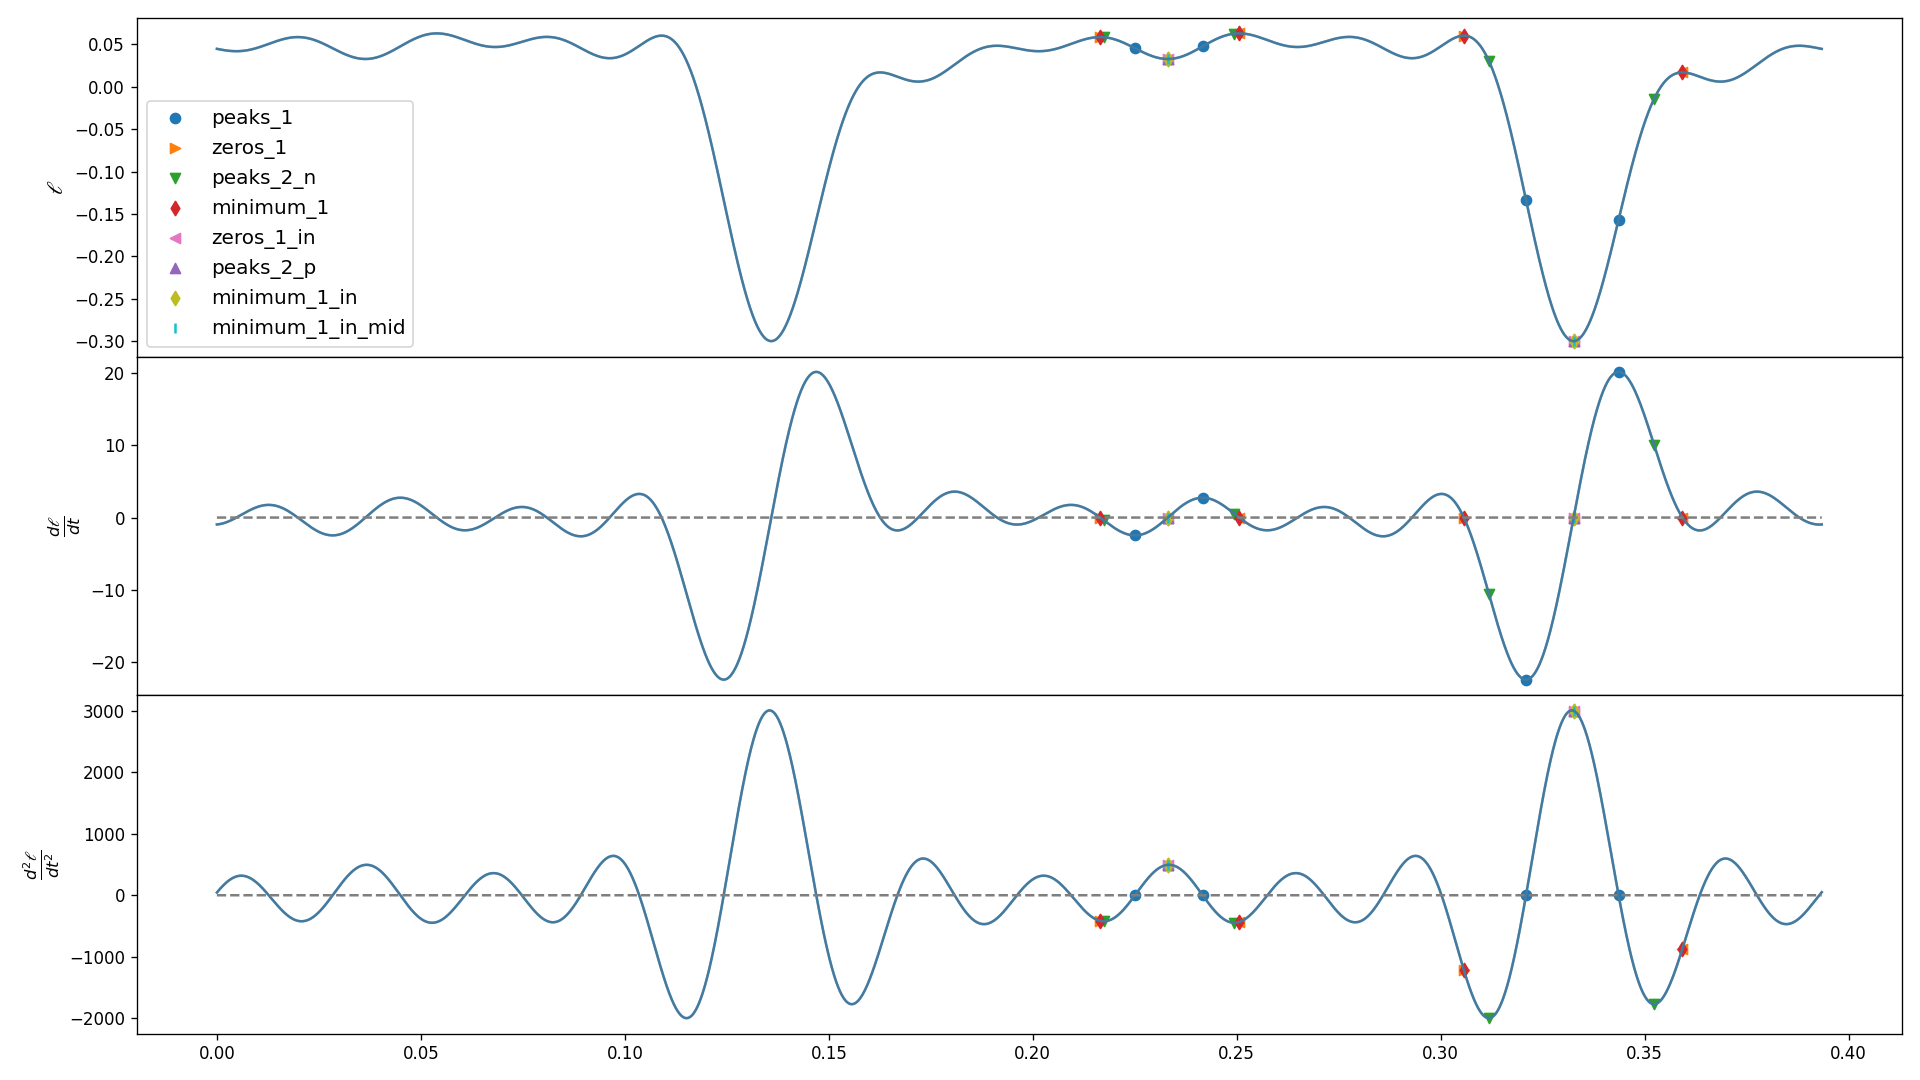 0.05
0.00
−0.05
−0.10
−0.15
−0.20
−0.25
−0.30
ℓ
peaks_1
zeros_1
peaks_2_n
minimum_1
zeros_1_in
peaks_2_p
minimum_1_in
minimum_1_in_mid
20
10
0
−10
−20
dℓ
dt
3000
2000
1000
0
−1000
−2000
d²ℓ
dt²
0.00 0.05 0.10 0.15 0.20 0.25 0.30 0.35 0.40